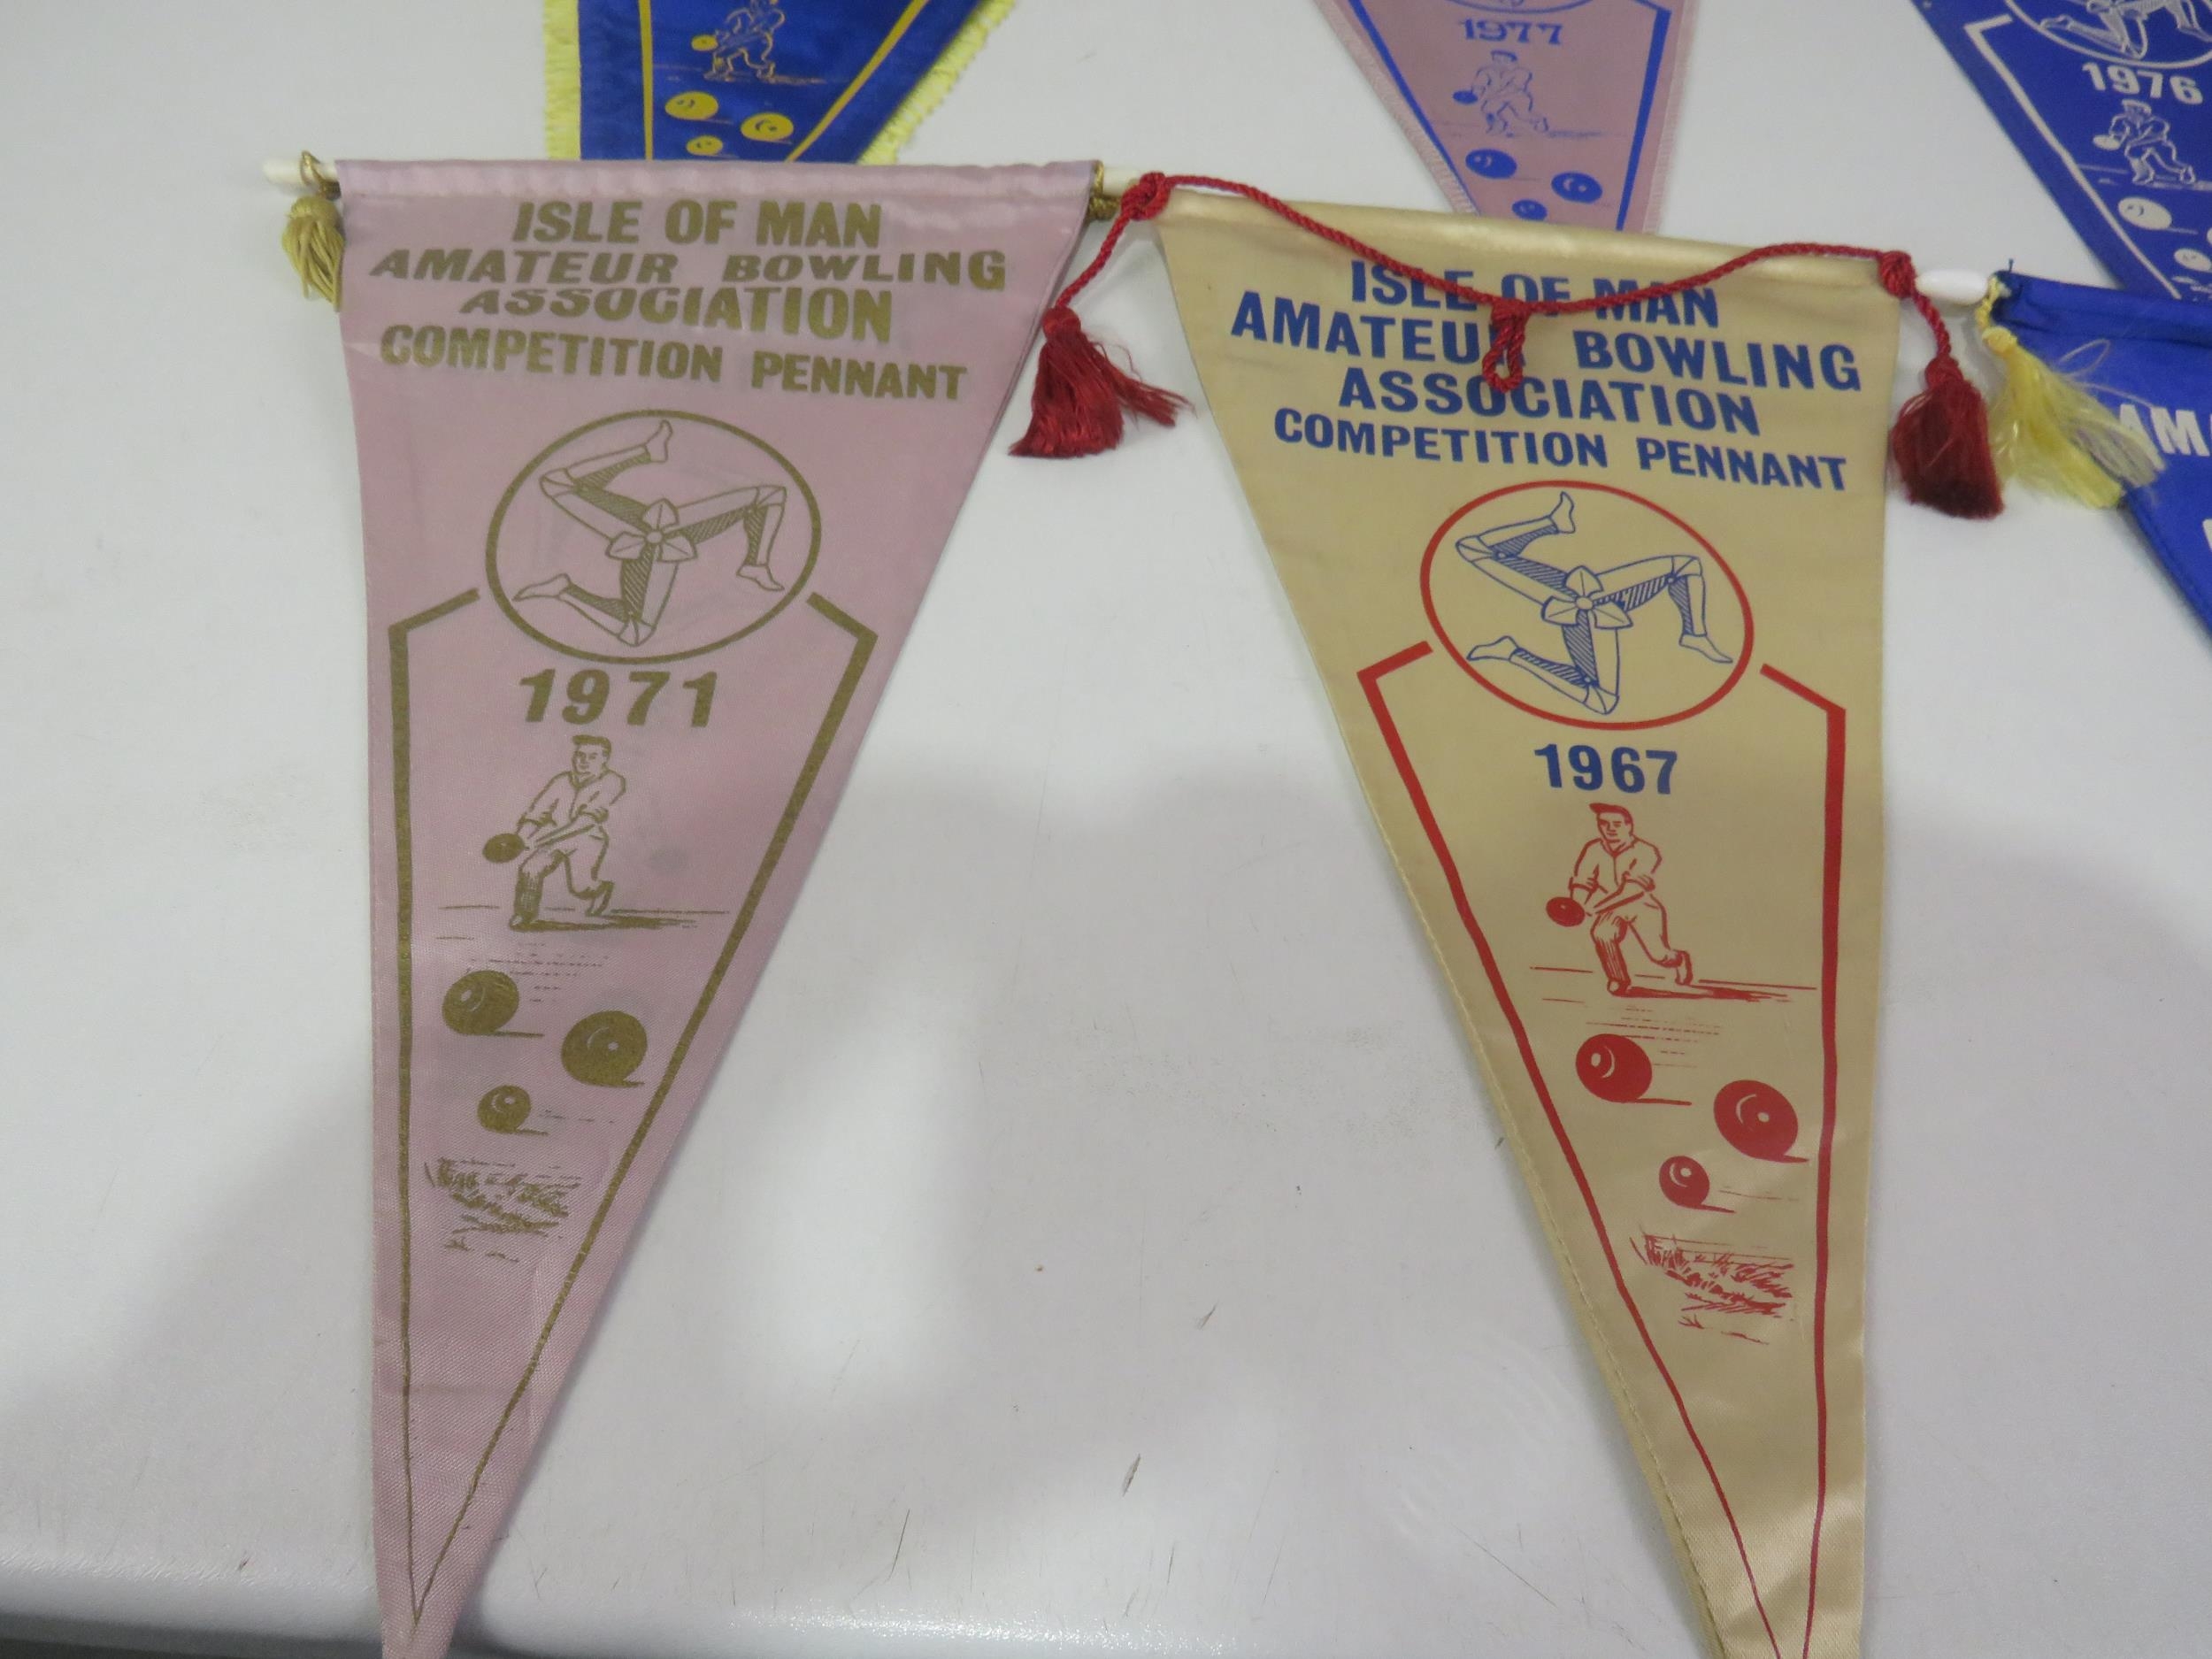 1977
1976
ISLE OF MAN
AMATEUR BOWLING
ASSOCIATION
COMPETITION PENNANT
1971
ISLE OF MAN
AMATEUR BOWLING
ASSOCIATION
COMPETITION PENNANT
1967
AMA